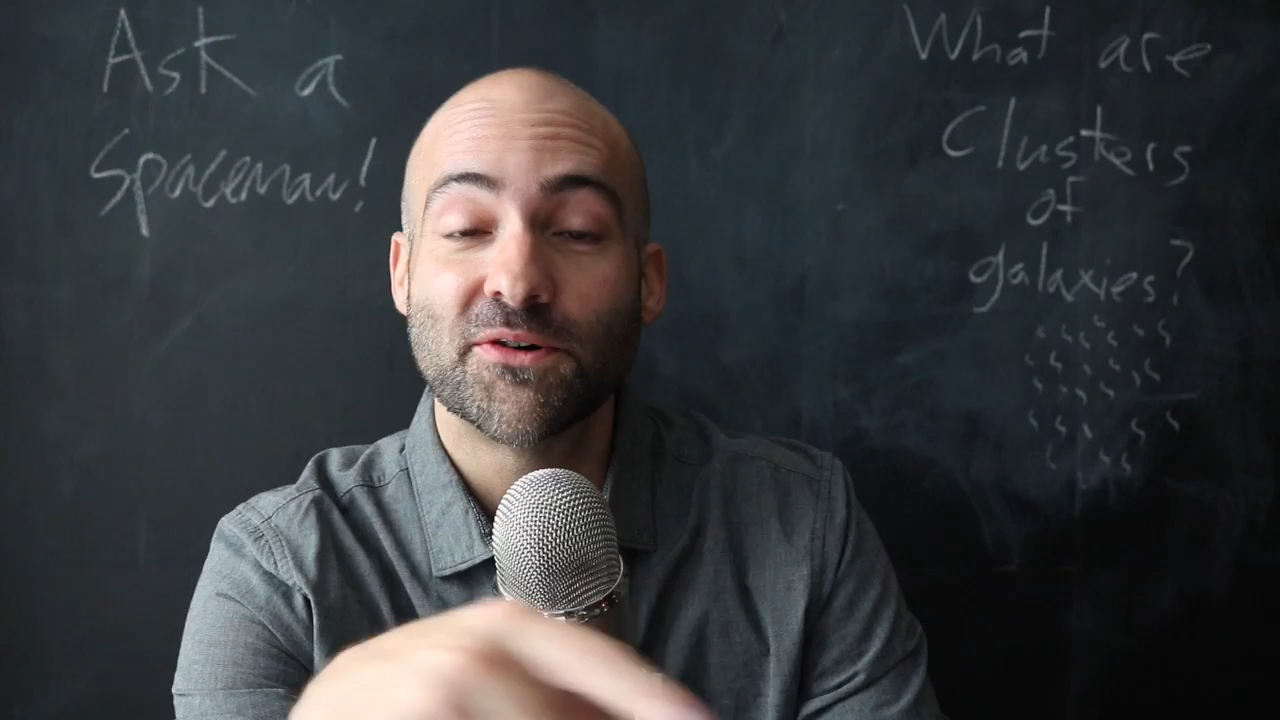 Ask a
Spaceman!
What are
Clusters
of
galaxies?